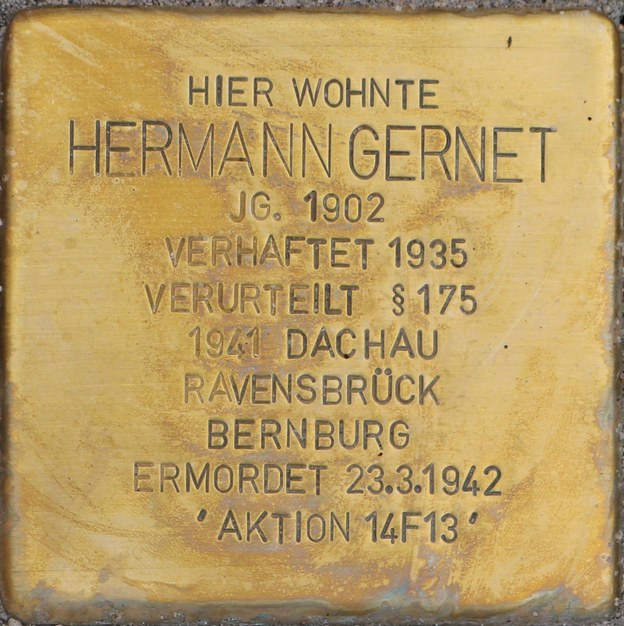 HIER WOHNTE
HERMANN GERNET
JG. 1902
VERHAFTET 1935
VERURTEILT § 175
1941 DACHAU
RAVENSBRÜCK
BERNBURG
ERMORDET 23.3.1942
'AKTION 14F13'